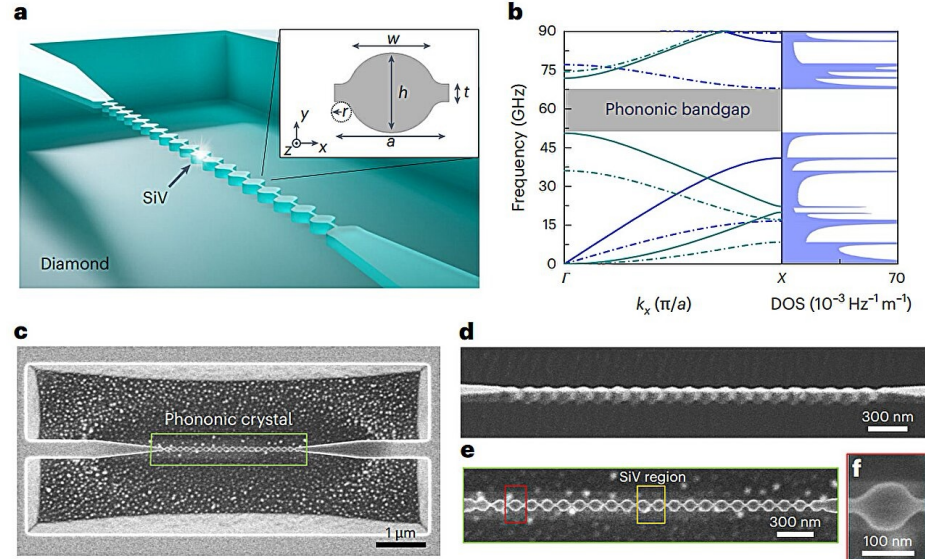 a
w
h
t
r
a
y
z
x
SiV
Diamond
b
90
75
60
45
30
15
0
Frequency (GHz)
Phononic bandgap
Γ
X
70
kₓ (π/a)
DOS (10⁻³ Hz⁻¹ m⁻¹)
c
Phononic crystal
1 μm
d
300 nm
e
SiV region
300 nm
f
100 nm